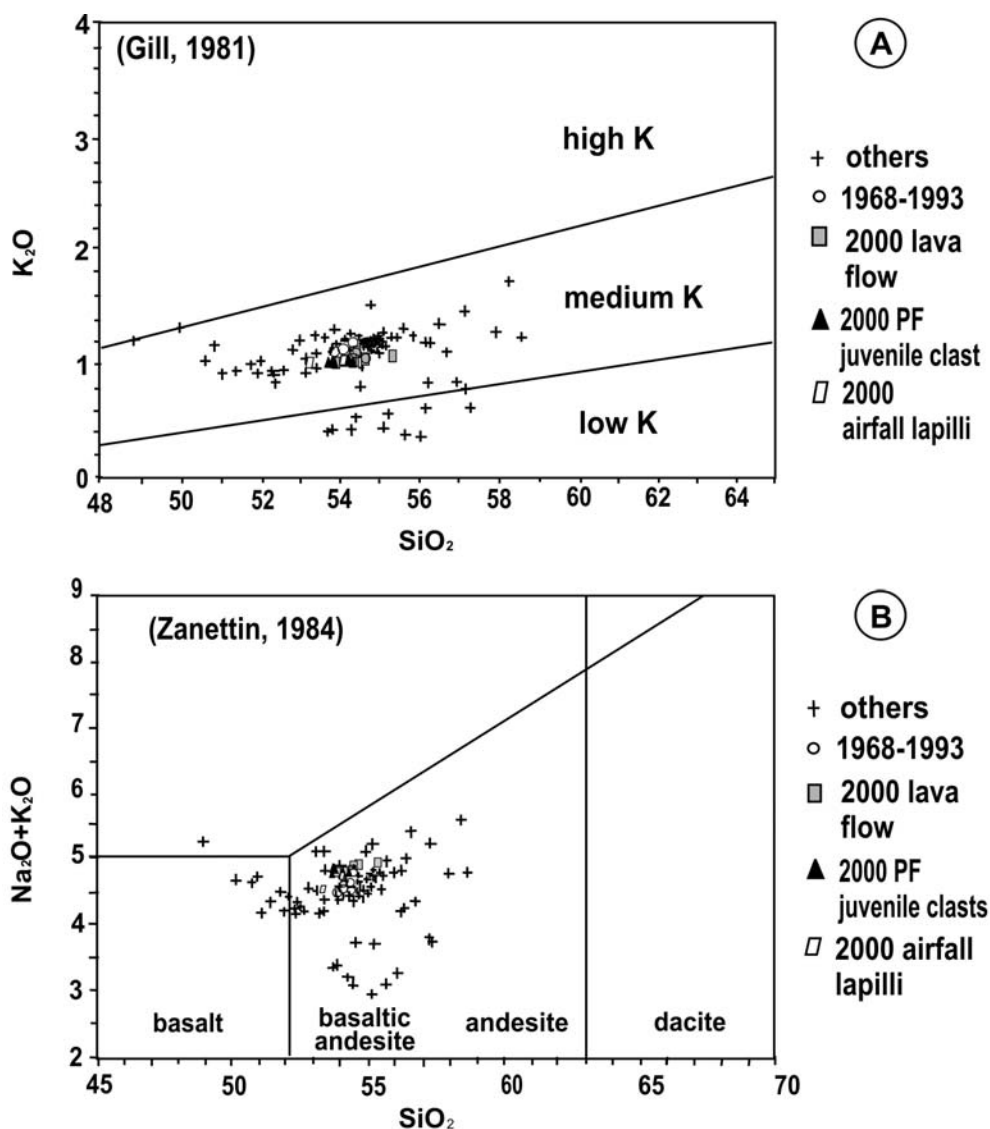 (Gill, 1981)
A
4
3
2
1
0
K₂O
high K
medium K
low K
48 50 52 54 56 58 60 62 64
SiO₂
others
1968-1993
2000 lava
flow
2000 PF
juvenile clast
2000
airfall lapilli
(Zanettin, 1984)
B
9
8
7
6
5
4
3
2
Na₂O+K₂O
basalt
basaltic
andesite
andesite
dacite
45 50 55 60 65 70
SiO₂
others
1968-1993
2000 lava
flow
2000 PF
juvenile clasts
2000 airfall
lapilli